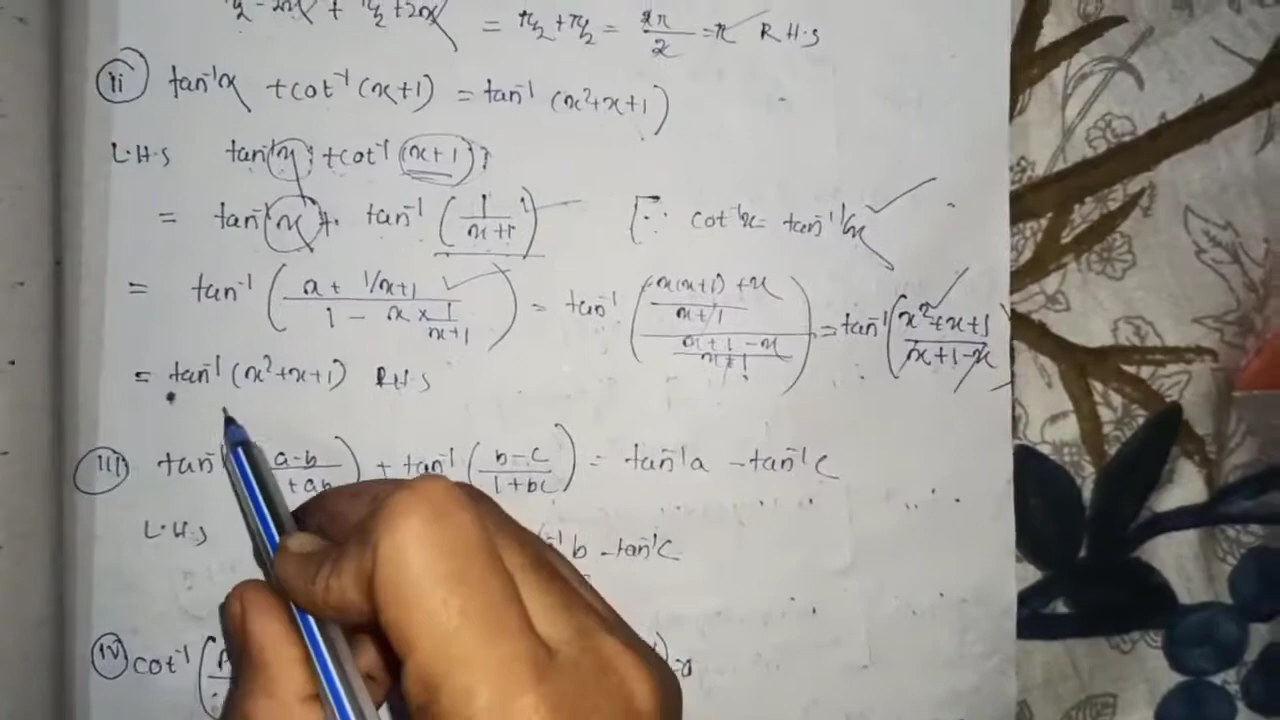 = π/2 + π/2 = 2π/2 = π R.H.S
(ii) tan⁻¹x + cot⁻¹(x+1) = tan⁻¹(x²+x+1)
L.H.S tan⁻¹x + cot⁻¹(x+1)
= tan⁻¹(x) + tan⁻¹(1/(x+1)) [∵ cot⁻¹x = tan⁻¹1/x
= tan⁻¹((x + 1/x+1)/(1 - x × 1/(x+1))) = tan⁻¹(((x(x+1) + x)/(x+1))/((x+1-x)/(x+1))) = tan⁻¹((x²+x+1)/(x+1-x))
= tan⁻¹(x²+x+1) R.H.S
(iii) tan⁻¹ a-b/+ab) + tan⁻¹((b-c)/(1+bc)) = tan⁻¹a - tan⁻¹c
L.H.S b - tan⁻¹c
(iv) cot⁻¹(